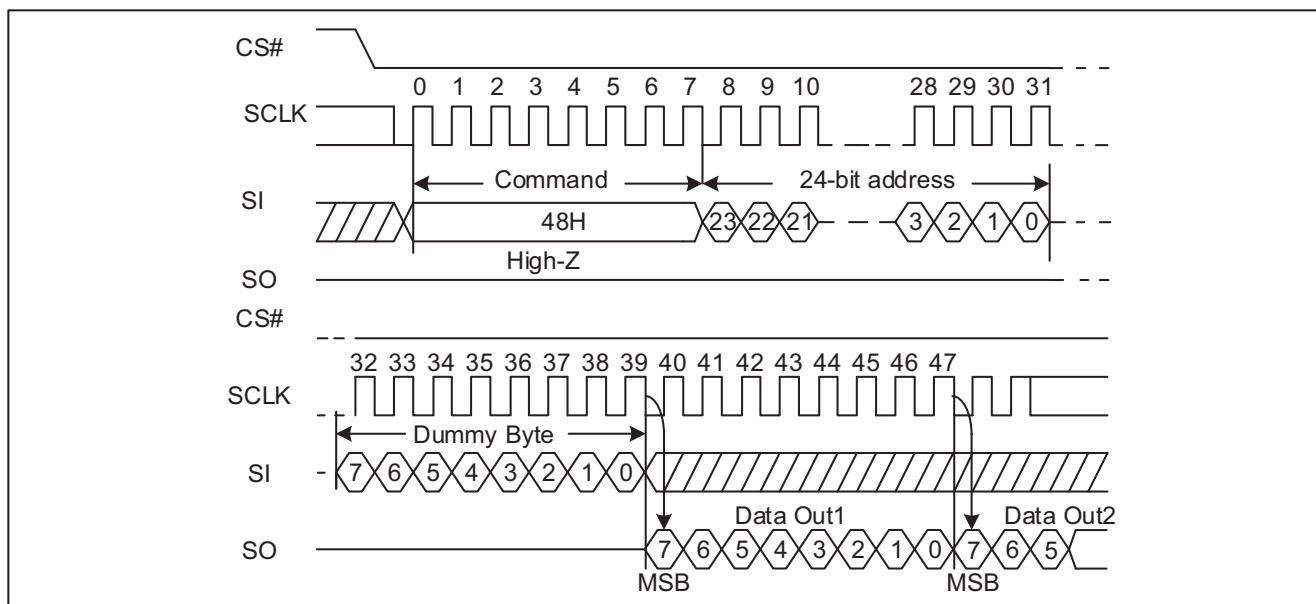 CS#
0 1 2 3 4 5 6 7 8 9 10 28 29 30 31
SCLK
Command 24-bit address
SI
48H 23 22 21 3 2 1 0
High-Z
SO
CS#
32 33 34 35 36 37 38 39 40 41 42 43 44 45 46 47
SCLK
Dummy Byte
SI 7 6 5 4 3 2 1 0
Data Out1 Data Out2
SO 7 6 5 4 3 2 1 0 7 6 5
MSB MSB